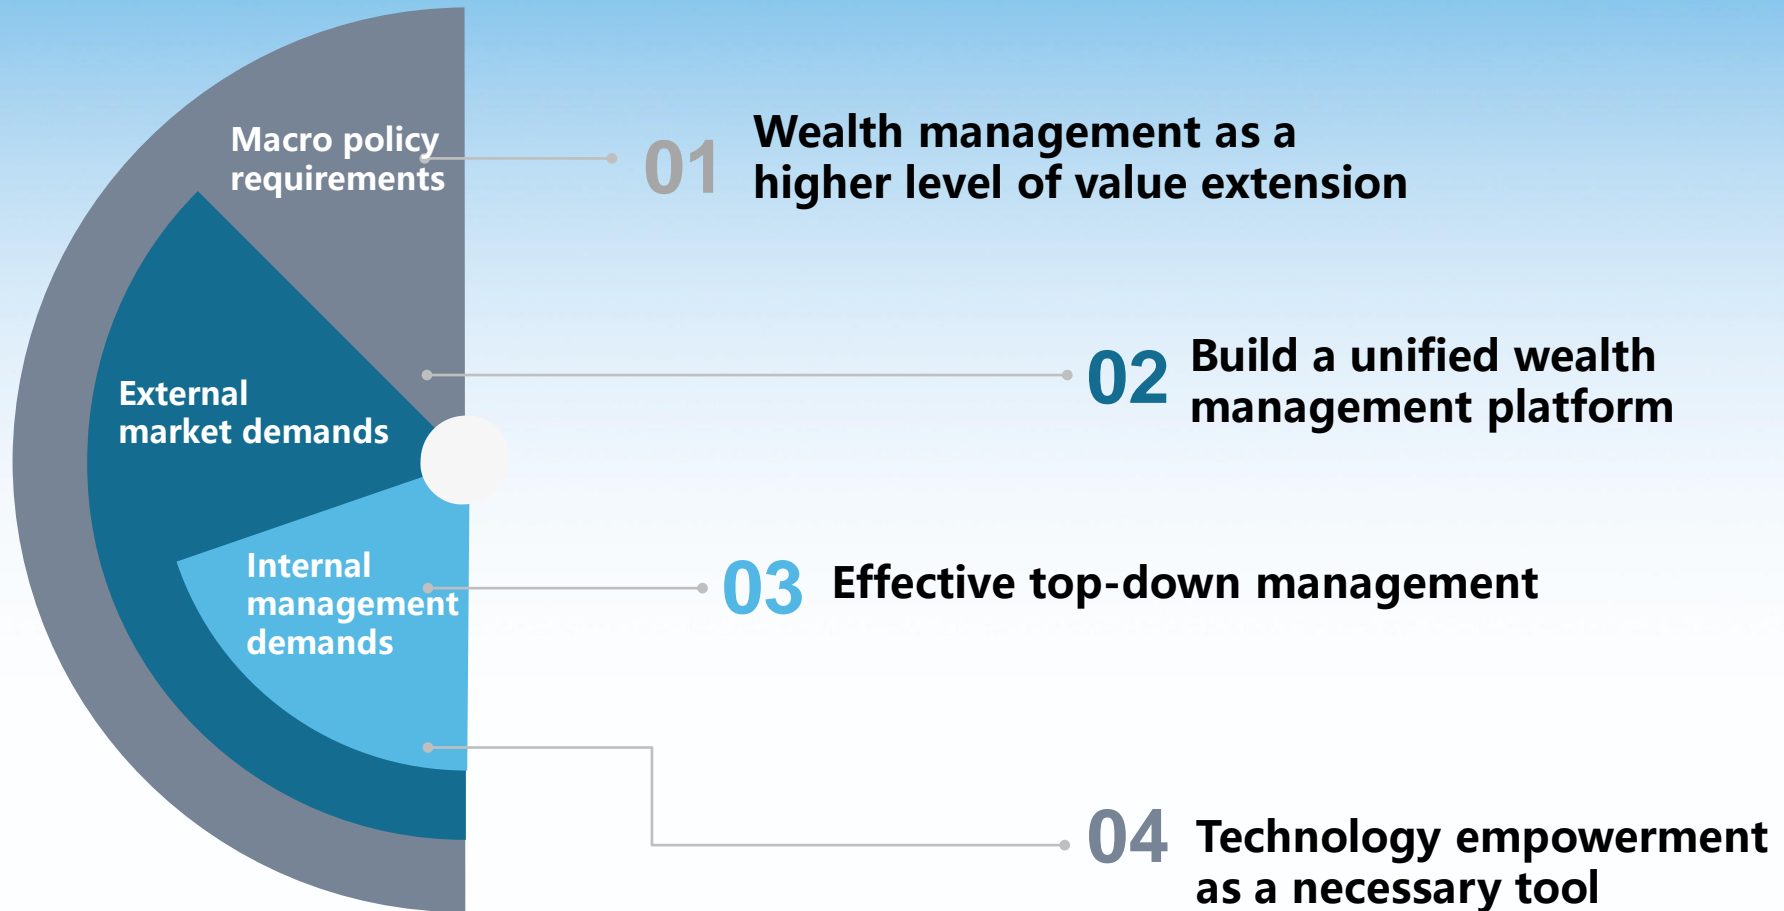 Macro policy
requirements
01
Wealth management as a
higher level of value extension
External
market demands
02
Build a unified wealth
management platform
Internal
management
demands
03
Effective top-down management
04
Technology empowerment
as a necessary tool